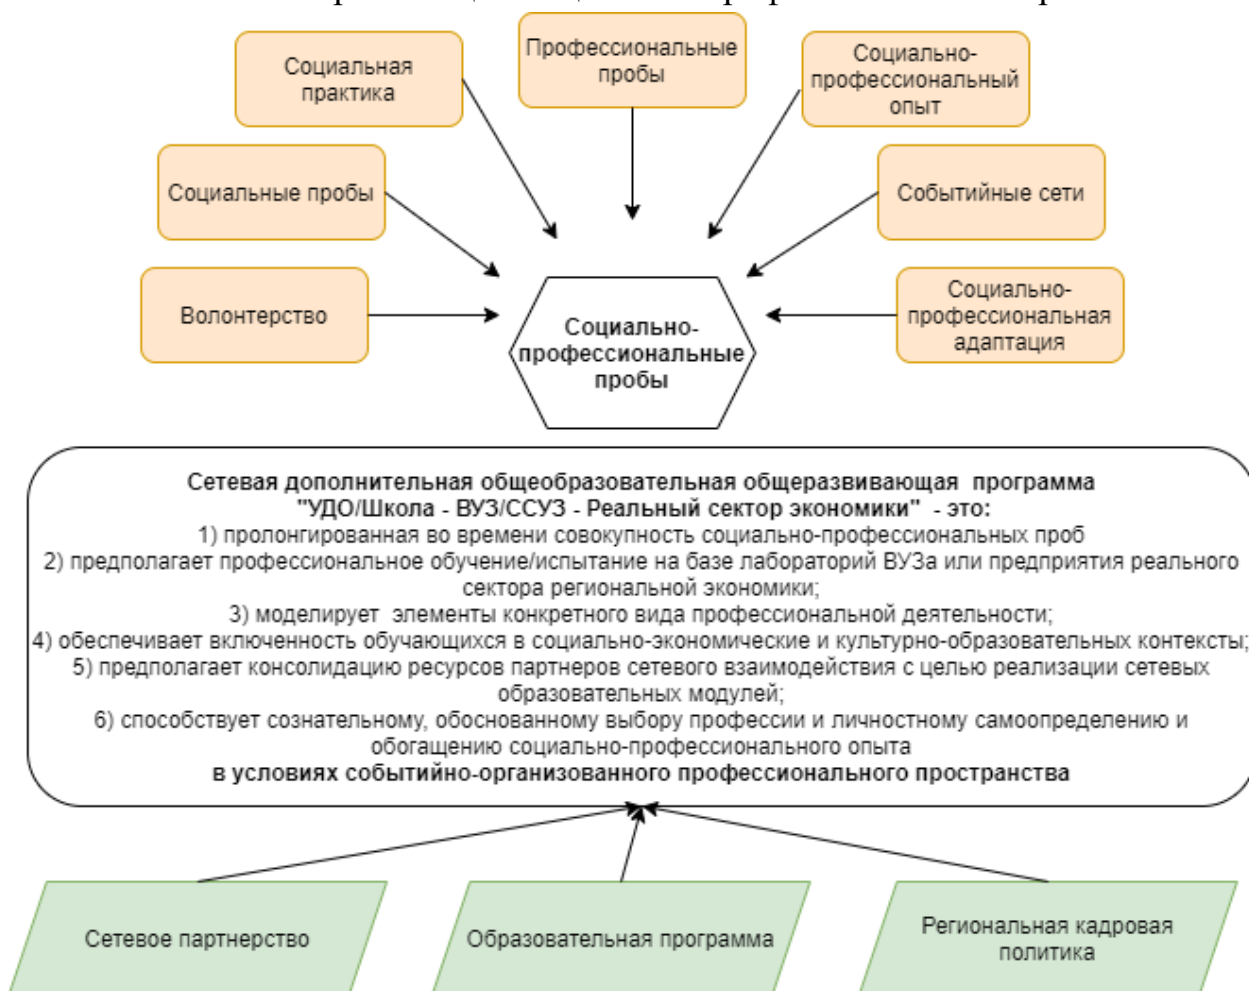 Профессиональные
пробы
Социальная
практика
Социально-
профессиональный
опыт
Социальные пробы
Событийные сети
Волонтерство
Социально-
профессиональная
адаптация
Социально-
профессиональные
пробы
Сетевая дополнительная общеобразовательная общеразвивающая программа
"УДО/Школа - ВУЗ/ССУЗ - Реальный сектор экономики" - это:
1) пролонгированная во времени совокупность социально-профессиональных проб
2) предполагает профессиональное обучение/испытание на базе лабораторий ВУЗа или предприятия реального
сектора региональной экономики;
3) моделирует элементы конкретного вида профессиональной деятельности;
4) обеспечивает включенность обучающихся в социально-экономические и культурно-образовательных контексты;
5) предполагает консолидацию ресурсов партнеров сетевого взаимодействия с целью реализации сетевых
образовательных модулей;
6) способствует сознательному, обоснованному выбору профессии и личностному самоопределению и
обогащению социально-профессионального опыта
в условиях событийно-организованного профессионального пространства
Сетевое партнерство
Образовательная программа
Региональная кадровая
политика